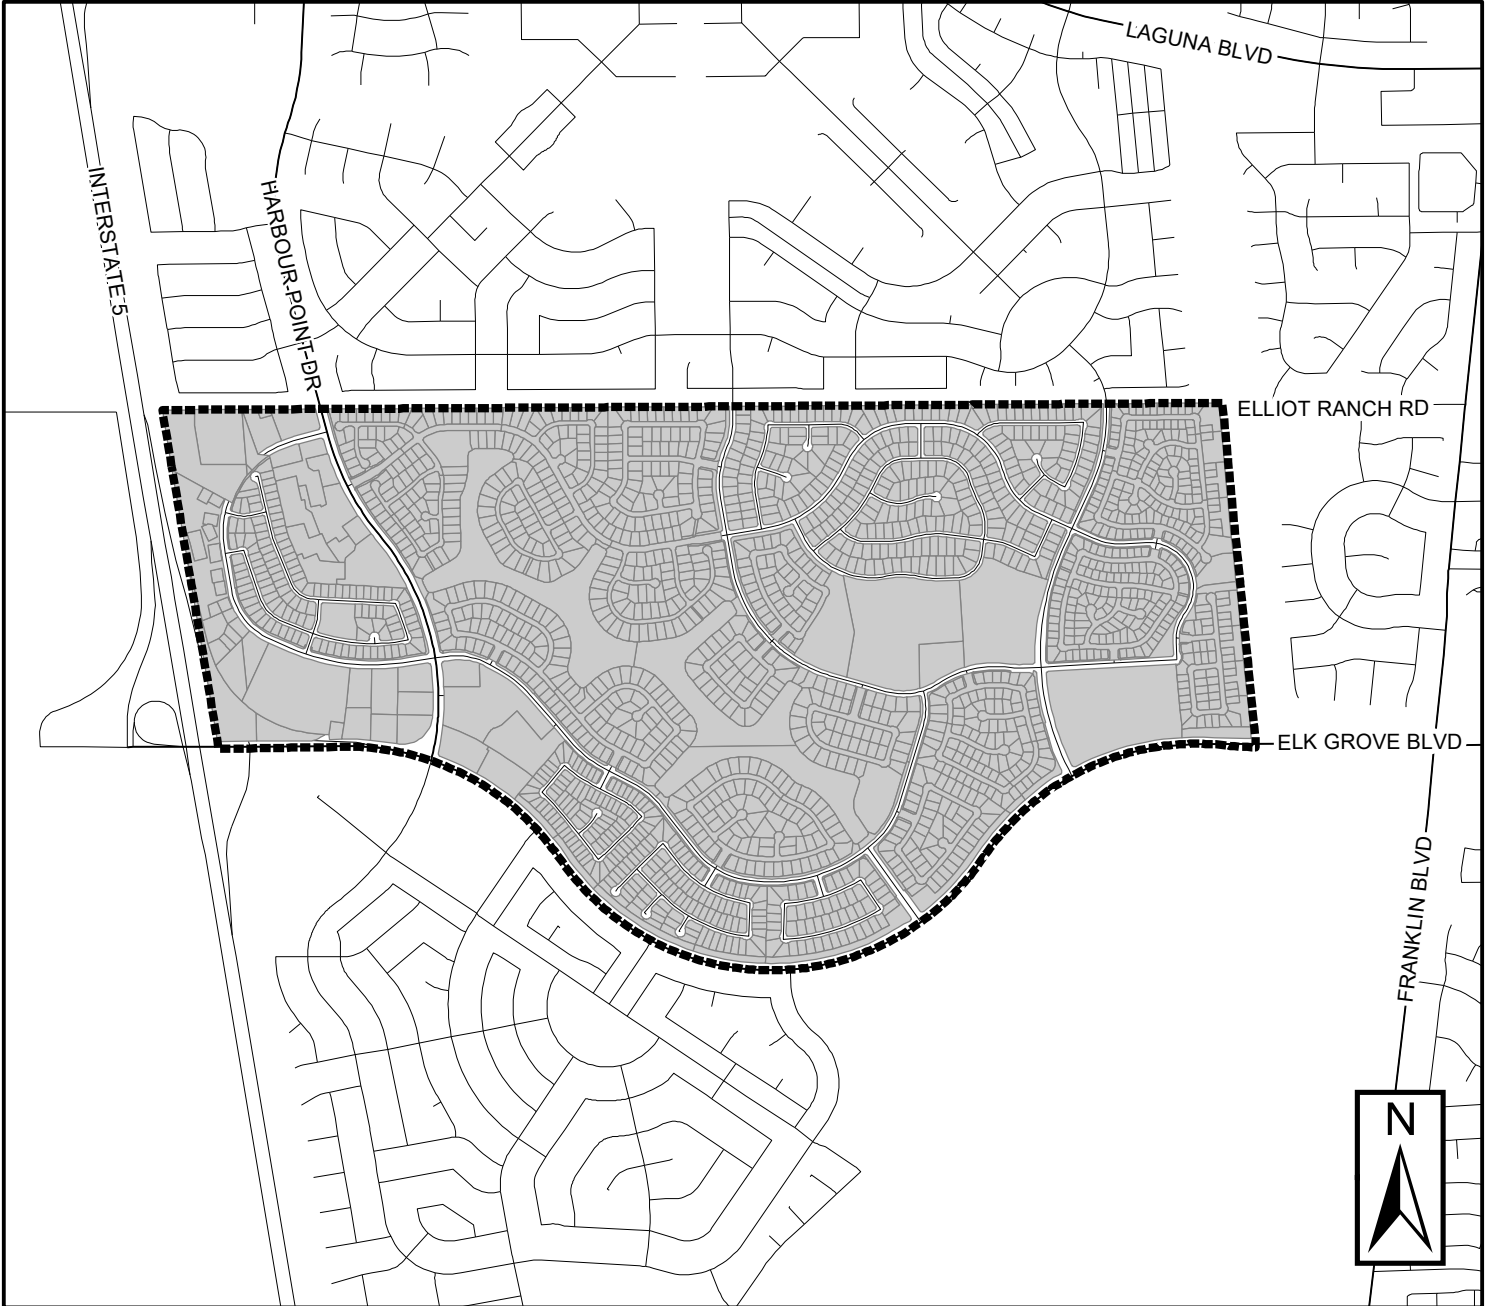 LAGUNA BLVD
INTERSTATE 5
HARBOUR POINT DR
ELLIOT RANCH RD
ELK GROVE BLVD
FRANKLIN BLVD
N